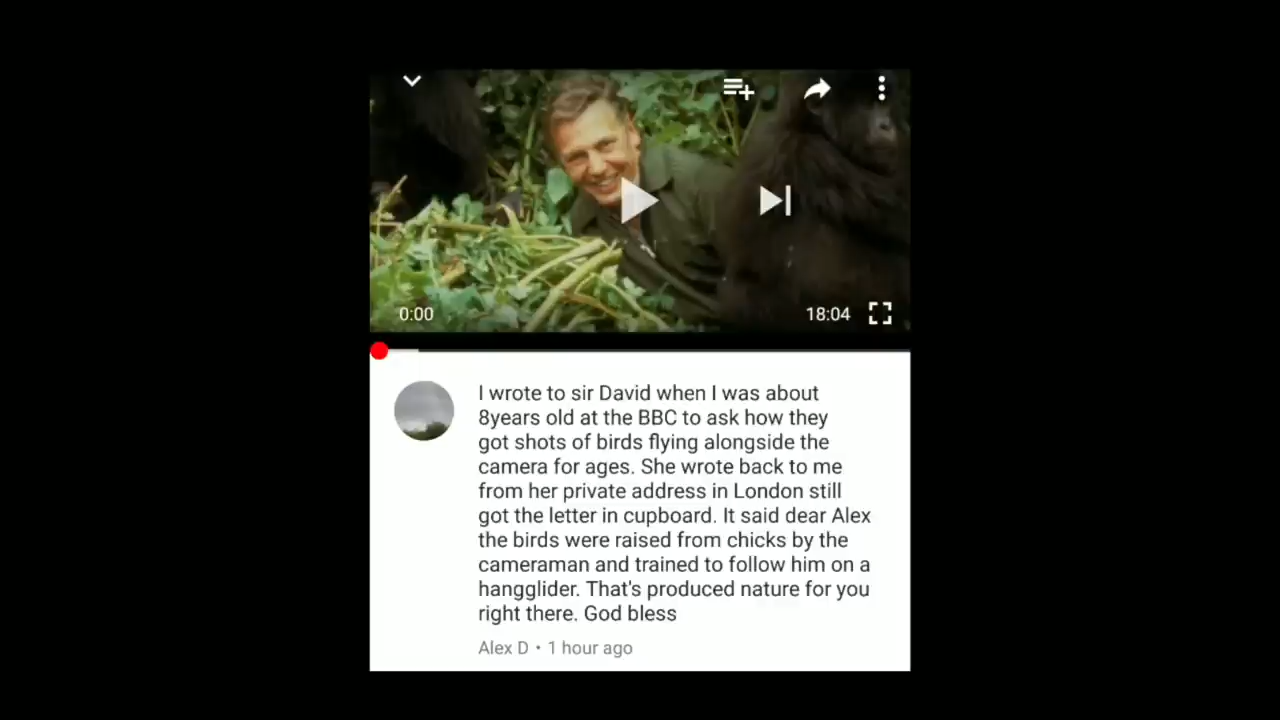 0:00
18:04
I wrote to sir David when I was about
8years old at the BBC to ask how they
got shots of birds flying alongside the
camera for ages. She wrote back to me
from her private address in London still
got the letter in cupboard. It said dear Alex
the birds were raised from chicks by the
cameraman and trained to follow him on a
hangglider. That's produced nature for you
right there. God bless
Alex D • 1 hour ago